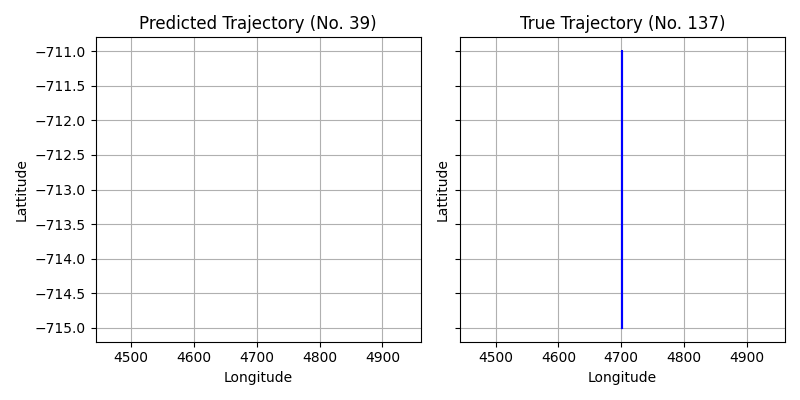 Predicted Trajectory (No. 39)
−711.0
−711.5
−712.0
−712.5
−713.0
−713.5
−714.0
−714.5
−715.0
Lattitude
4500 4600 4700 4800 4900
Longitude
True Trajectory (No. 137)
Lattitude
4500 4600 4700 4800 4900
Longitude